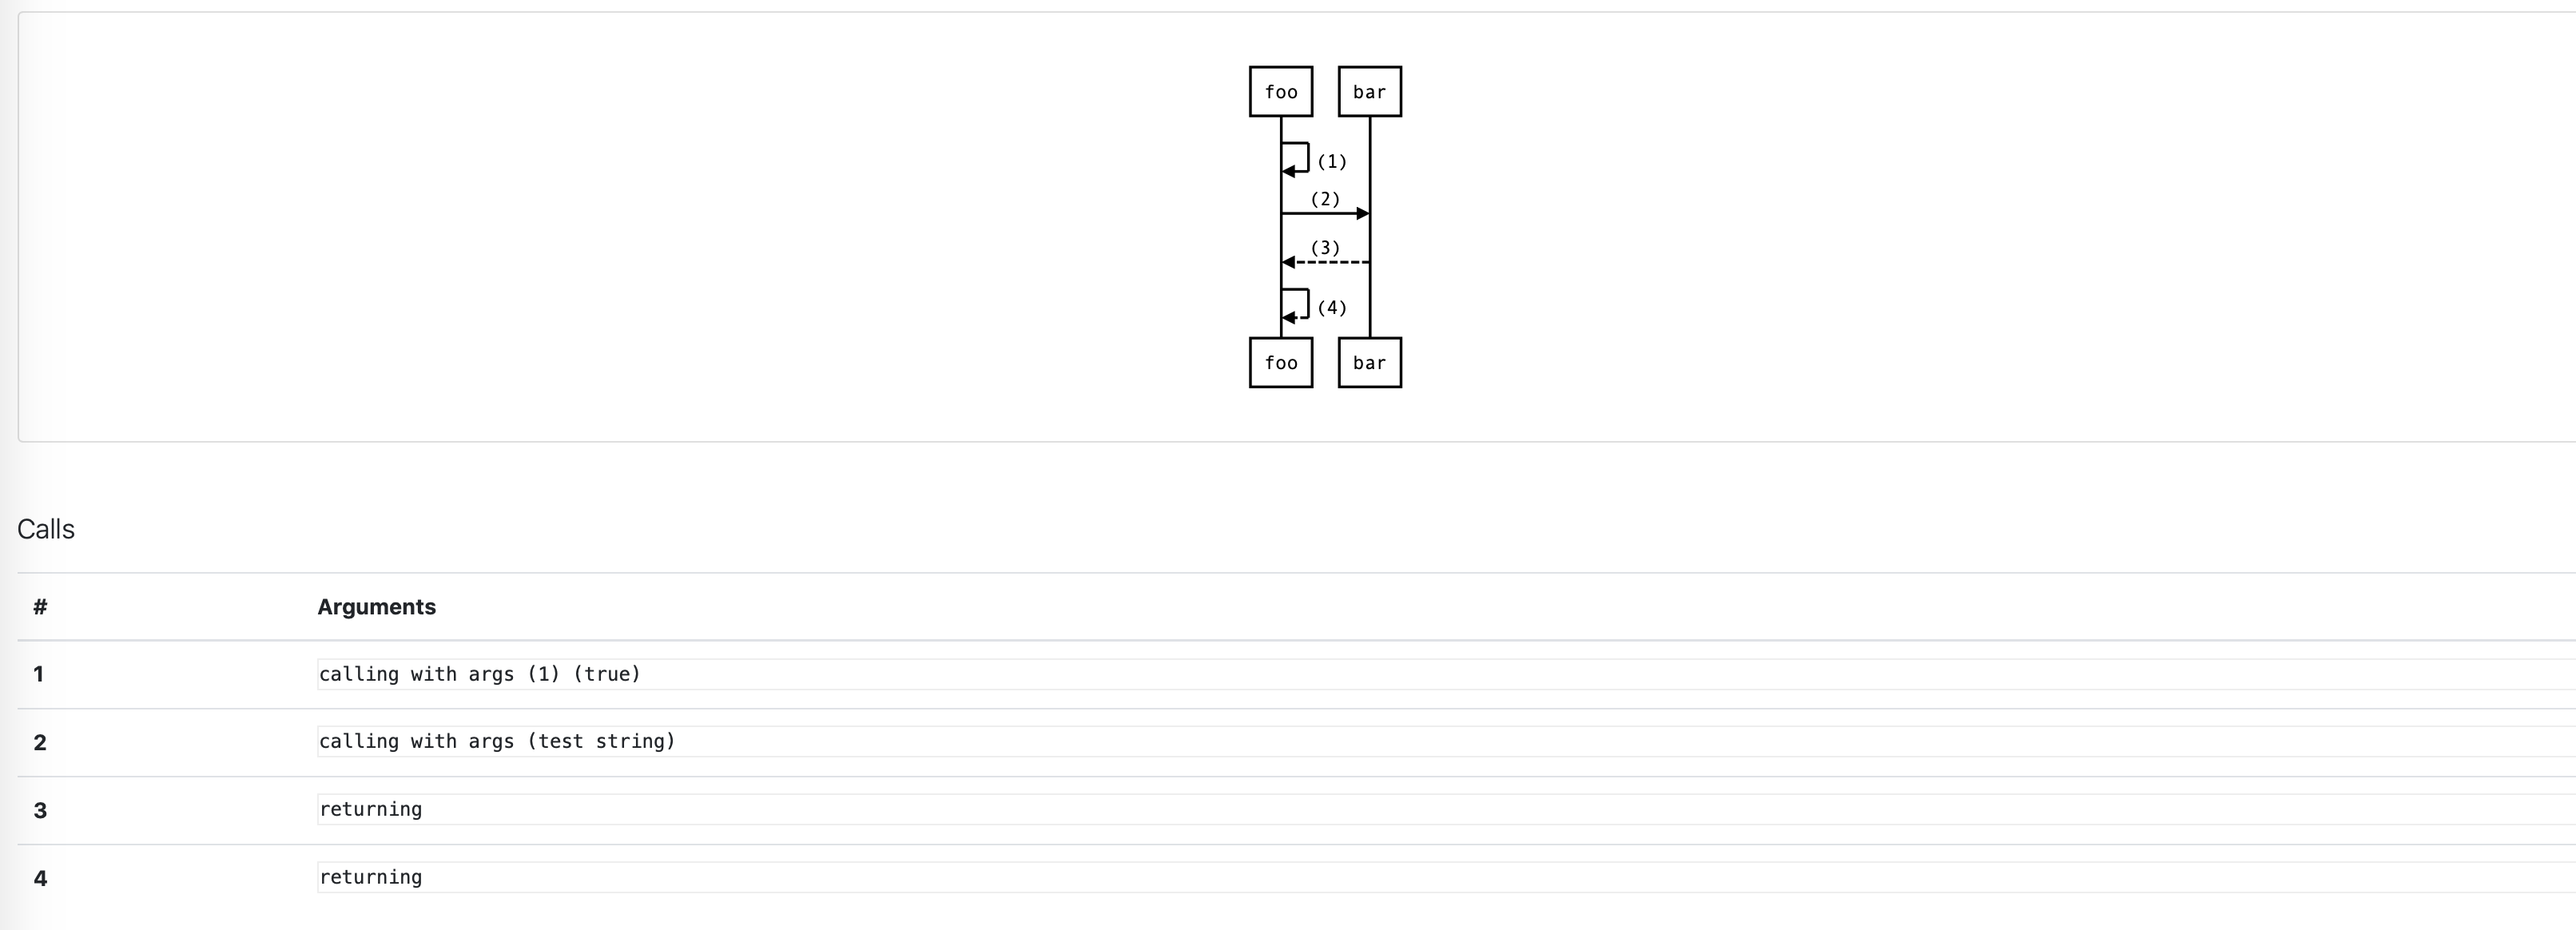 foo bar
(1)
(2)
(3)
(4)
foo bar
Calls
# Arguments
1 calling with args (1) (true)
2 calling with args (test string)
3 returning
4 returning